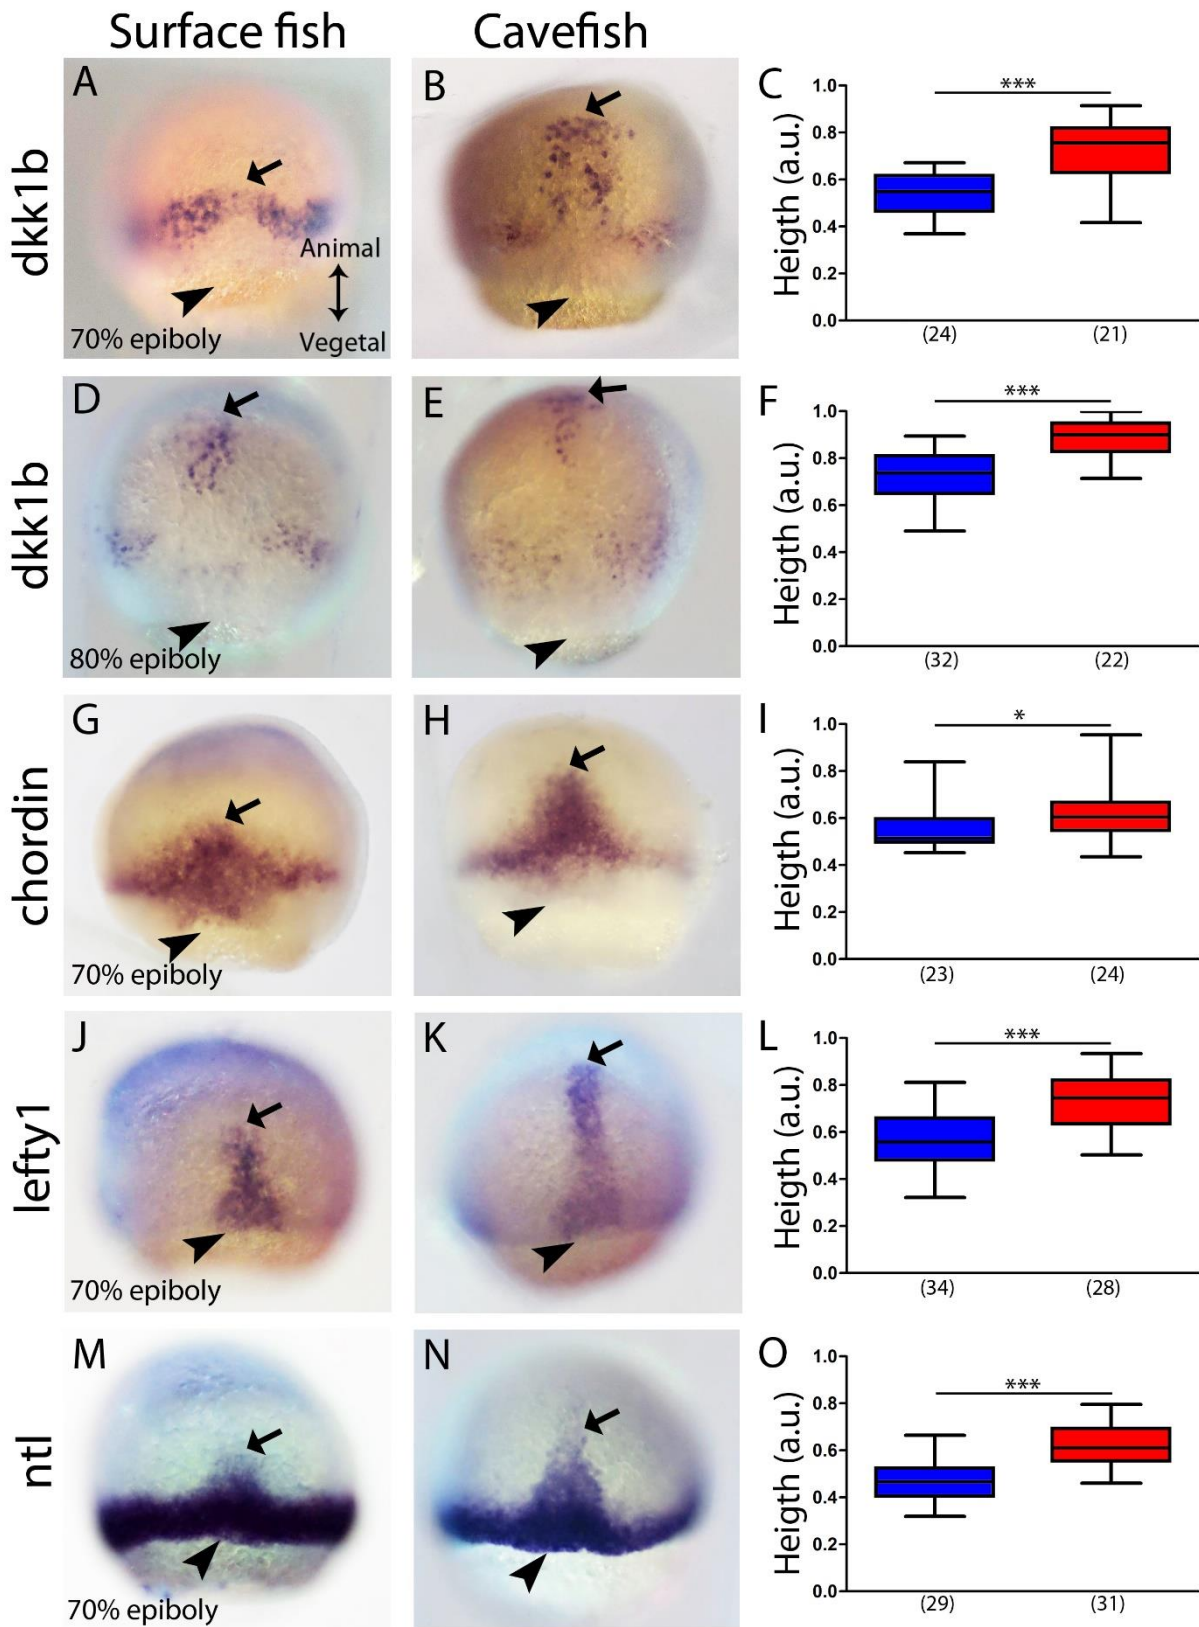 Surface fish Cavefish
dkk1b
A
Animal
Vegetal
70% epiboly
B
C
Heigth (a.u.)
1.0
0.8
0.6
0.4
0.2
0.0
***
(24) (21)
dkk1b
D
80% epiboly
E
F
Heigth (a.u.)
1.0
0.8
0.6
0.4
0.2
0.0
***
(32) (22)
chordin
G
70% epiboly
H
I
Heigth (a.u.)
1.0
0.8
0.6
0.4
0.2
0.0
*
(23) (24)
lefty1
J
70% epiboly
K
L
Heigth (a.u.)
1.0
0.8
0.6
0.4
0.2
0.0
***
(34) (28)
ntl
M
70% epiboly
N
O
Heigth (a.u.)
1.0
0.8
0.6
0.4
0.2
0.0
***
(29) (31)